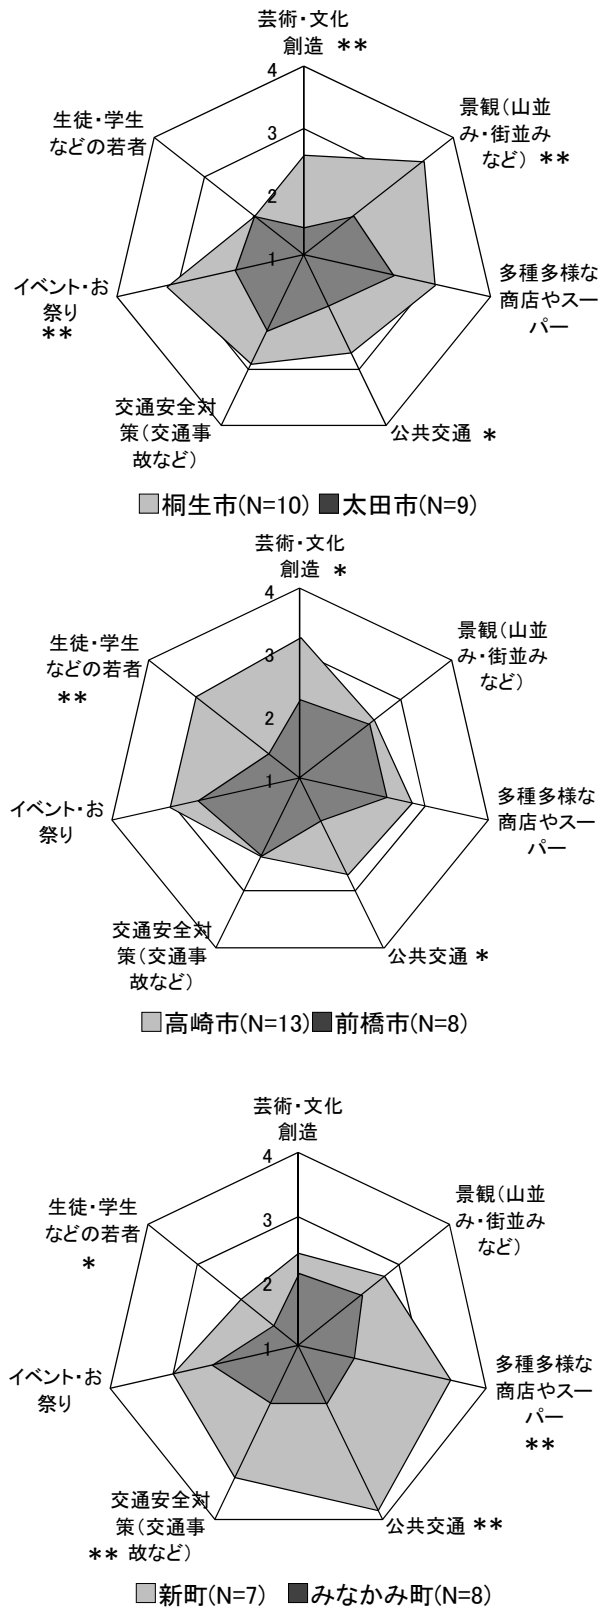 芸術・文化
創造 **
4
景観(山並
み・街並み
など) **
生徒・学生
などの若者
3
2
1
多種多様な
商店やスー
パー
イベント・お
祭り
**
交通安全対
策(交通事
故など)
公共交通 *
桐生市(N=10) 太田市(N=9)
芸術・文化
創造 *
4
景観(山並
み・街並み
など)
生徒・学生
などの若者
**
3
2
1
多種多様な
商店やスー
パー
イベント・お
祭り
交通安全対
策(交通事
故など)
公共交通 *
高崎市(N=13) 前橋市(N=8)
芸術・文化
創造
4
景観(山並
み・街並み
など)
生徒・学生
などの若者
*
3
2
1
多種多様な
商店やスー
パー
**
イベント・お
祭り
交通安全対
策(交通事
** 故など)
公共交通 **
新町(N=7) みなかみ町(N=8)